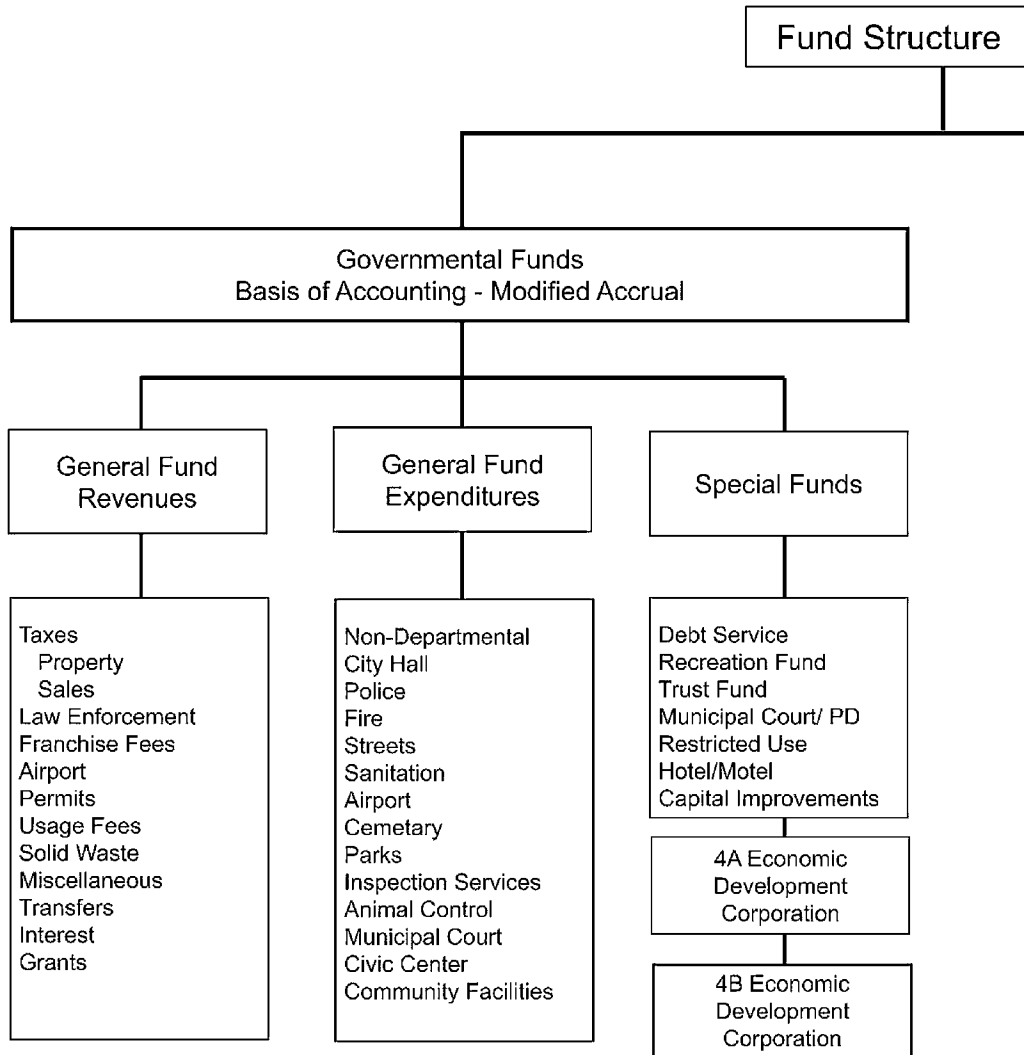 Fund Structure
Governmental Funds
Basis of Accounting - Modified Accrual
General Fund
Revenues
General Fund
Expenditures
Special Funds
Taxes
Property
Sales
Law Enforcement
Franchise Fees
Airport
Permits
Usage Fees
Solid Waste
Miscellaneous
Transfers
Interest
Grants
Non-Departmental
City Hall
Police
Fire
Streets
Sanitation
Airport
Cemetary
Parks
Inspection Services
Animal Control
Municipal Court
Civic Center
Community Facilities
Debt Service
Recreation Fund
Trust Fund
Municipal Court/ PD
Restricted Use
Hotel/Motel
Capital Improvements
4A Economic
Development
Corporation
4B Economic
Development
Corporation